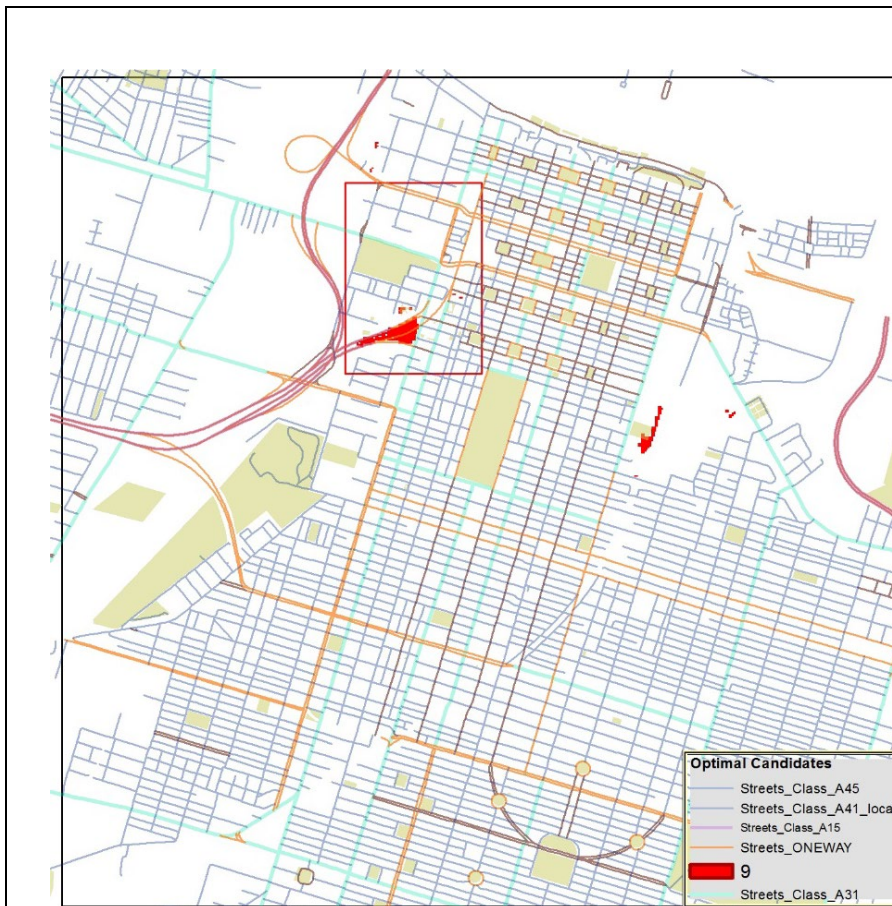 Optimal Candidates
Streets_Class_A45
Streets_Class_A41_loca
Streets_Class_A15
Streets_ONEWAY
9
Streets_Class_A31